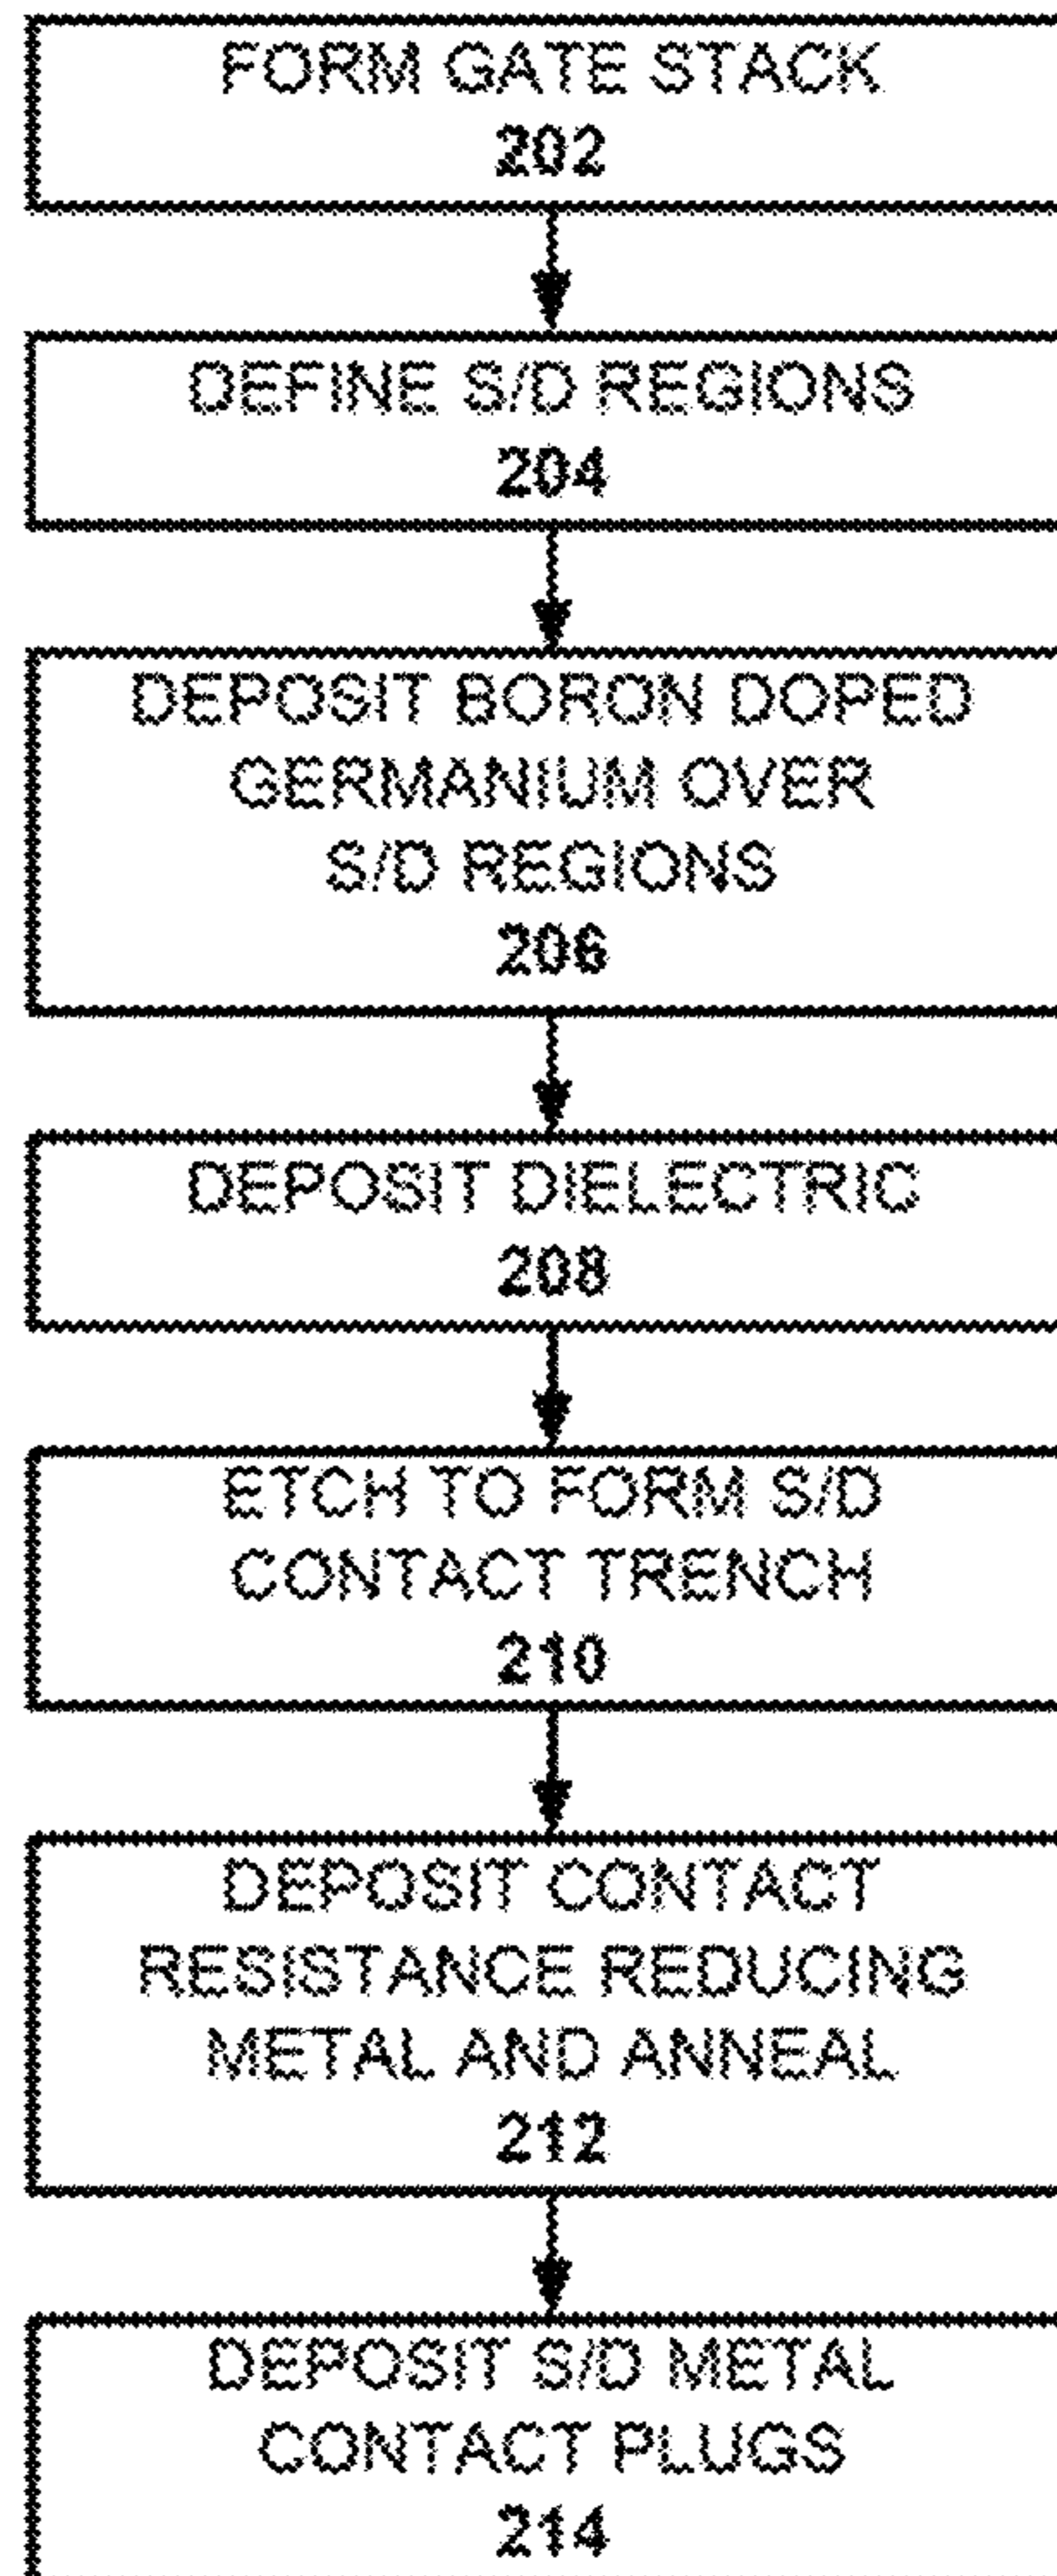 FORM GATE STACK
202
DEFINE S/D REGIONS
204
DEPOSIT BORON DOPED
GERMANIUM OVER
S/D REGIONS
206
DEPOSIT DIELECTRIC
208
ETCH TO FORM S/D
CONTACT TRENCH
210
DEPOSIT CONTACT
RESISTANCE REDUCING
METAL AND ANNEAL
212
DEPOSIT S/D METAL
CONTACT PLUGS
214